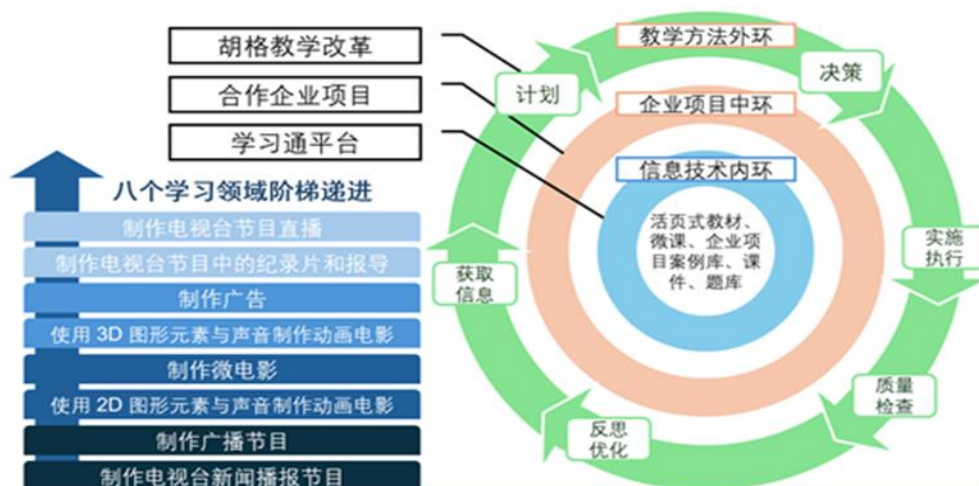 胡格教学改革
合作企业项目
学习通平台
八个学习领域阶梯递进
制作电视台节目直播
制作电视台节目中的纪录片和报导
制作广告
使用 3D 图形元素与声音制作动画电影
制作微电影
使用 2D 图形元素与声音制作动画电影
制作广播节目
制作电视台新闻播报节目
教学方法外环
企业项目中环
信息技术内环
活页式教材、
微课、企业项
目案例库、课
件、题库
计划
决策
实施
执行
质量
检查
反思
优化
获取
信息